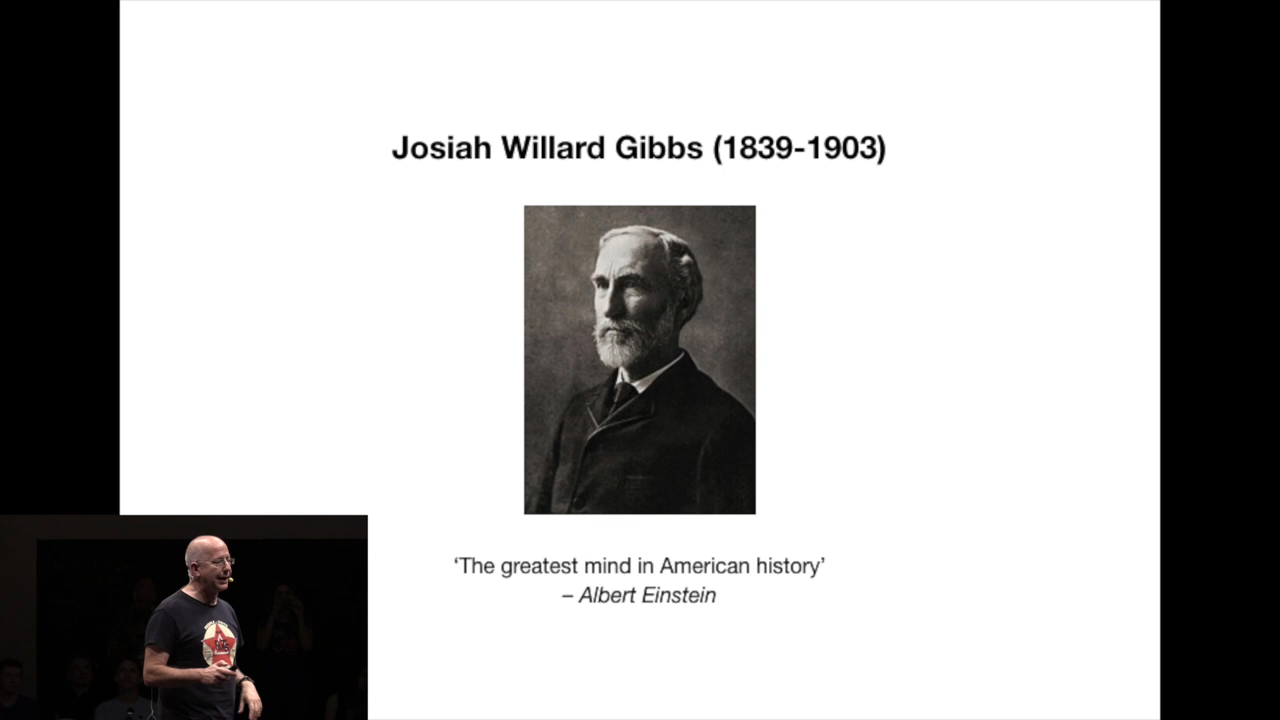 Josiah Willard Gibbs (1839-1903)
‘The greatest mind in American history’
– Albert Einstein